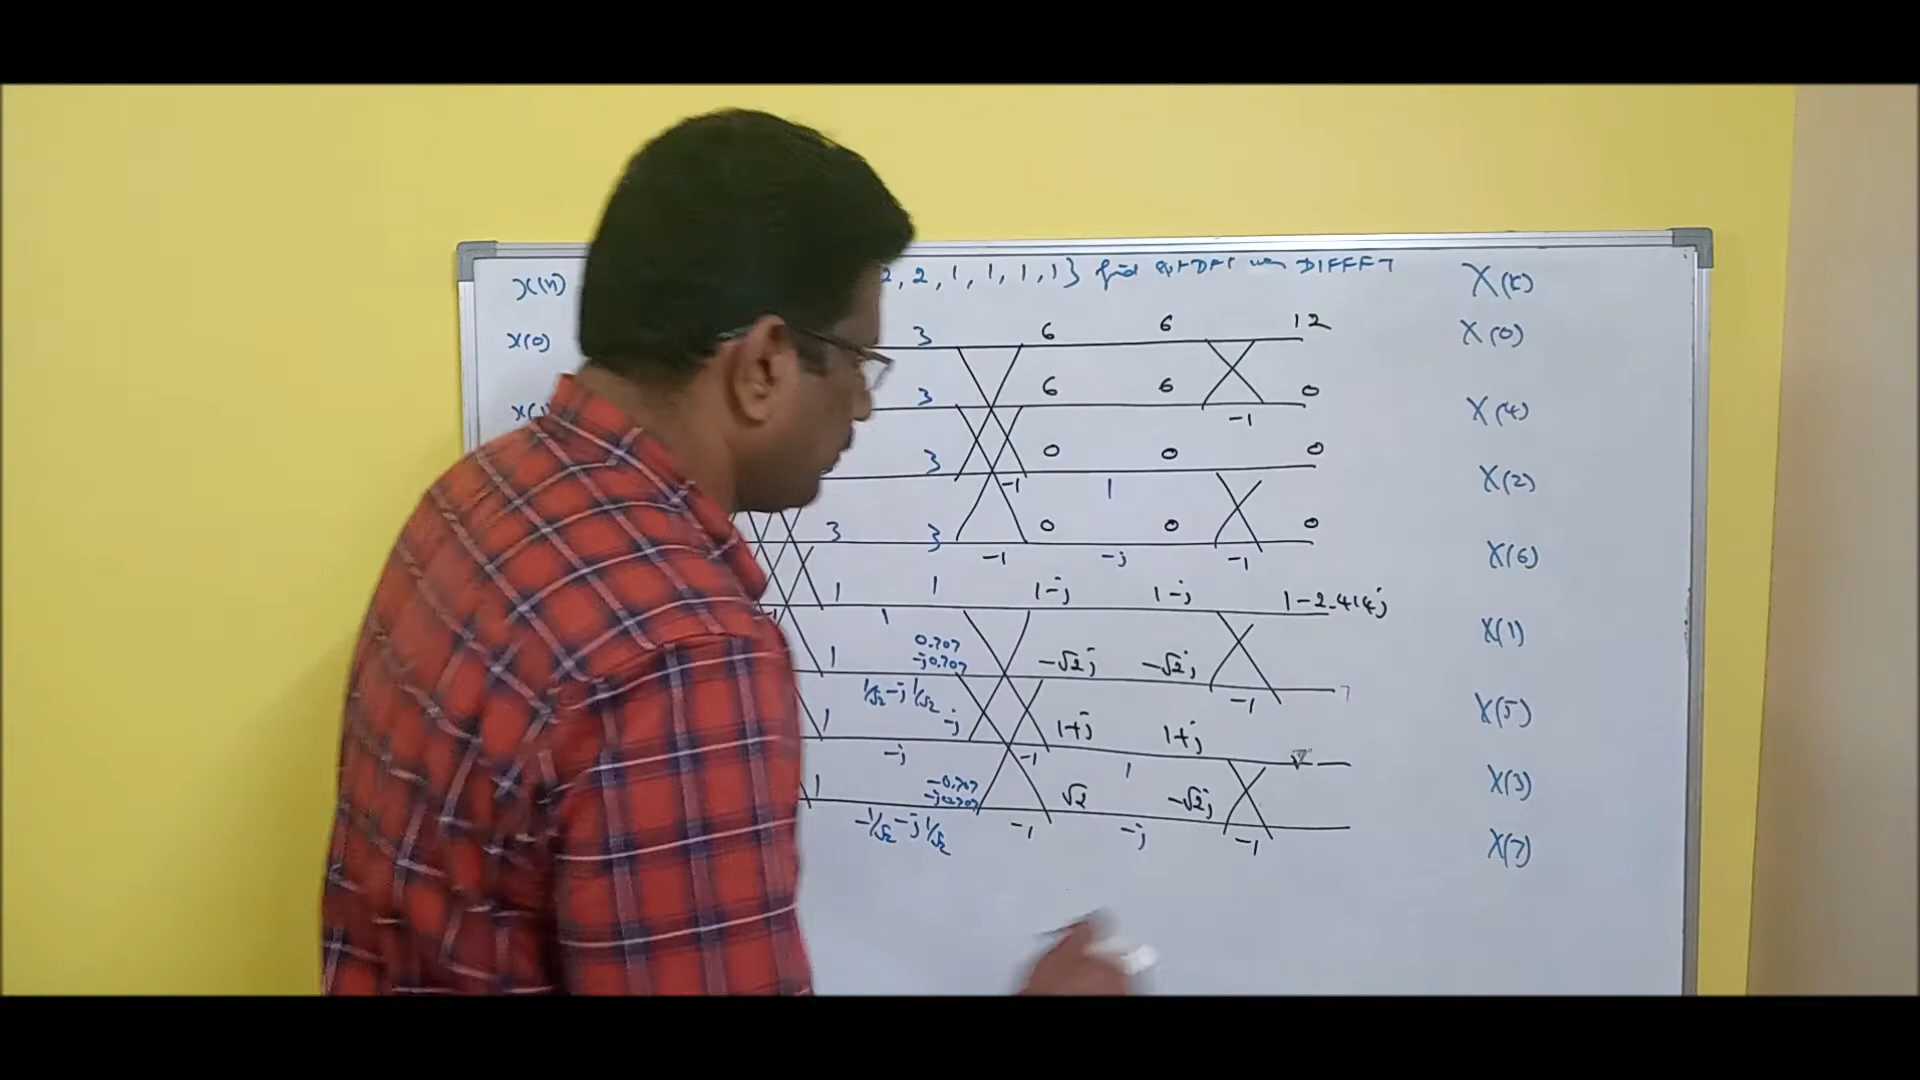 x(n) 2, 2, 1, 1, 1, 1} find DIFFFT X(k)
x(0) 3 6 6 12 X(0)
3 6 6 0 X(4)
-1
3 0 0 0 X(2)
-1 1
3 3 0 0 0 X(6)
-1 -j -1
1 1 1-j 1-j 1-2.414j X(1)
1
1 0.707 -j0.707 -√2j -√2j X(5)
1/√2-j1/√2 -1
1 -j 1+j 1+j X(3)
-j -1 1
1 -0.707 -j0.707 √2 -√2j X(7)
-1/√2-j1/√2 -1 -j -1